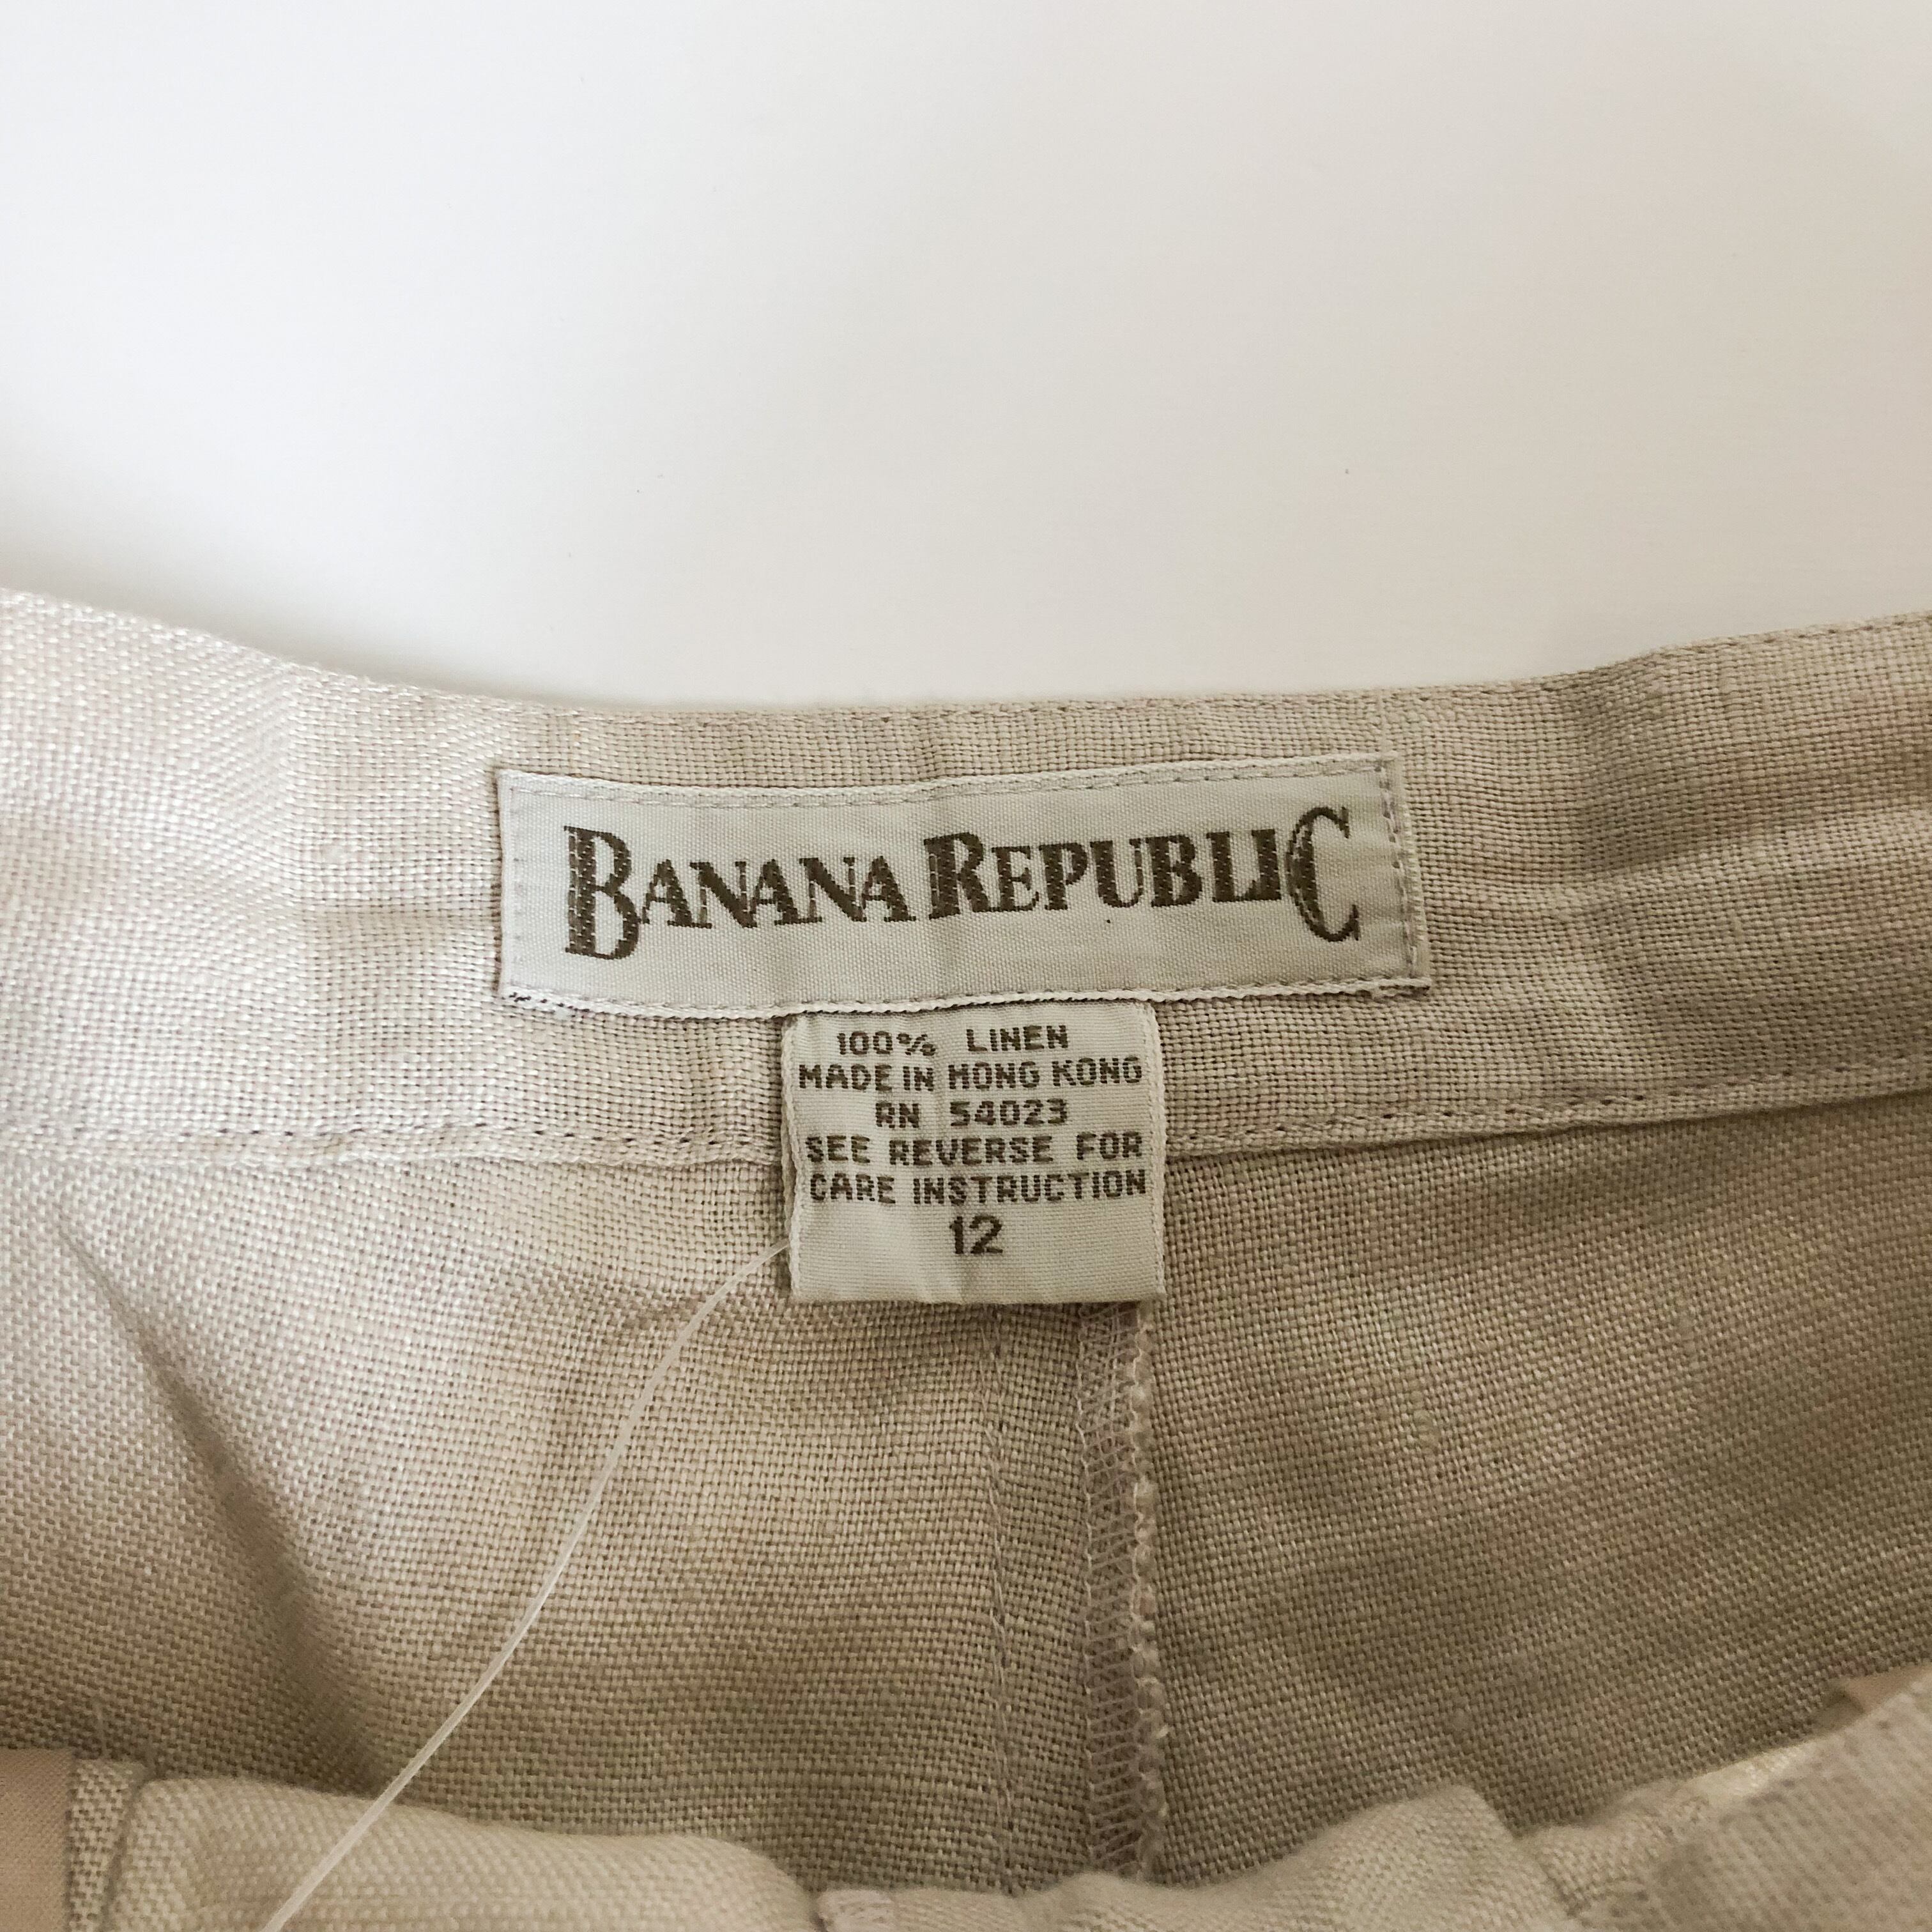 BANANA REPUBLIC
100% LINEN
MADE IN HONG KONG
RN 54023
SEE REVERSE FOR
CARE INSTRUCTION
12